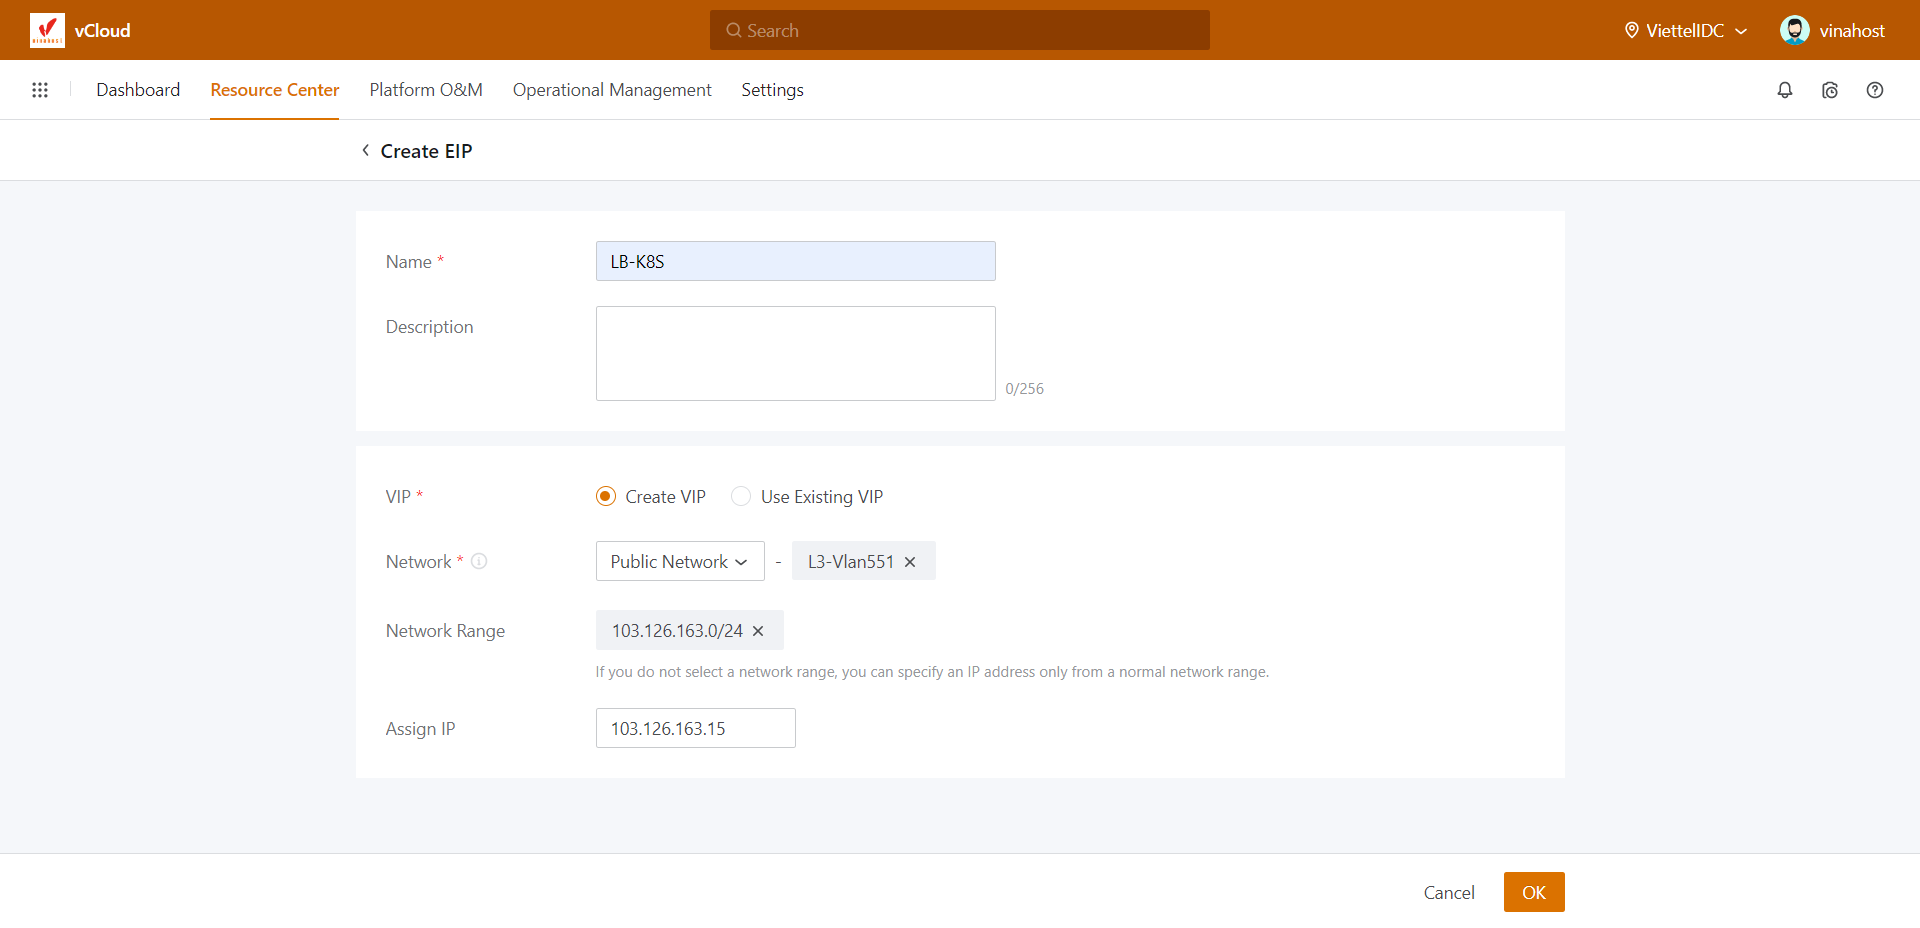 vCloud
Search
ViettelIDC
vinahost
Dashboard
Resource Center
Platform O&M
Operational Management
Settings
Create EIP
Name *
LB-K8S
Description
0/256
VIP *
Create VIP
Use Existing VIP
Network *
Public Network
-
L3-Vlan551
Network Range
103.126.163.0/24
If you do not select a network range, you can specify an IP address only from a normal network range.
Assign IP
103.126.163.15
Cancel
OK